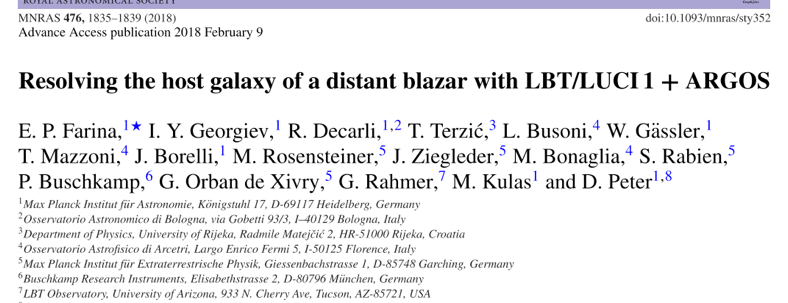 ROYAL ASTRONOMICAL SOCIETY
MNRAS 476, 1835–1839 (2018) doi:10.1093/mnras/sty352
Advance Access publication 2018 February 9
Resolving the host galaxy of a distant blazar with LBT/LUCI 1 + ARGOS
E. P. Farina,1★ I. Y. Georgiev,1 R. Decarli,1,2 T. Terzić,3 L. Busoni,4 W. Gässler,1
T. Mazzoni,4 J. Borelli,1 M. Rosensteiner,5 J. Ziegleder,5 M. Bonaglia,4 S. Rabien,5
P. Buschkamp,6 G. Orban de Xivry,5 G. Rahmer,7 M. Kulas1 and D. Peter1,8
1Max Planck Institut für Astronomie, Königstuhl 17, D-69117 Heidelberg, Germany
2Osservatorio Astronomico di Bologna, via Gobetti 93/3, I–40129 Bologna, Italy
3Department of Physics, University of Rijeka, Radmile Matejčić 2, HR-51000 Rijeka, Croatia
4Osservatorio Astrofisico di Arcetri, Largo Enrico Fermi 5, I-50125 Florence, Italy
5Max Planck Institut für Extraterrestrische Physik, Giessenbachstrasse 1, D-85748 Garching, Germany
6Buschkamp Research Instruments, Elisabethstrasse 2, D-80796 München, Germany
7LBT Observatory, University of Arizona, 933 N. Cherry Ave, Tucson, AZ-85721, USA